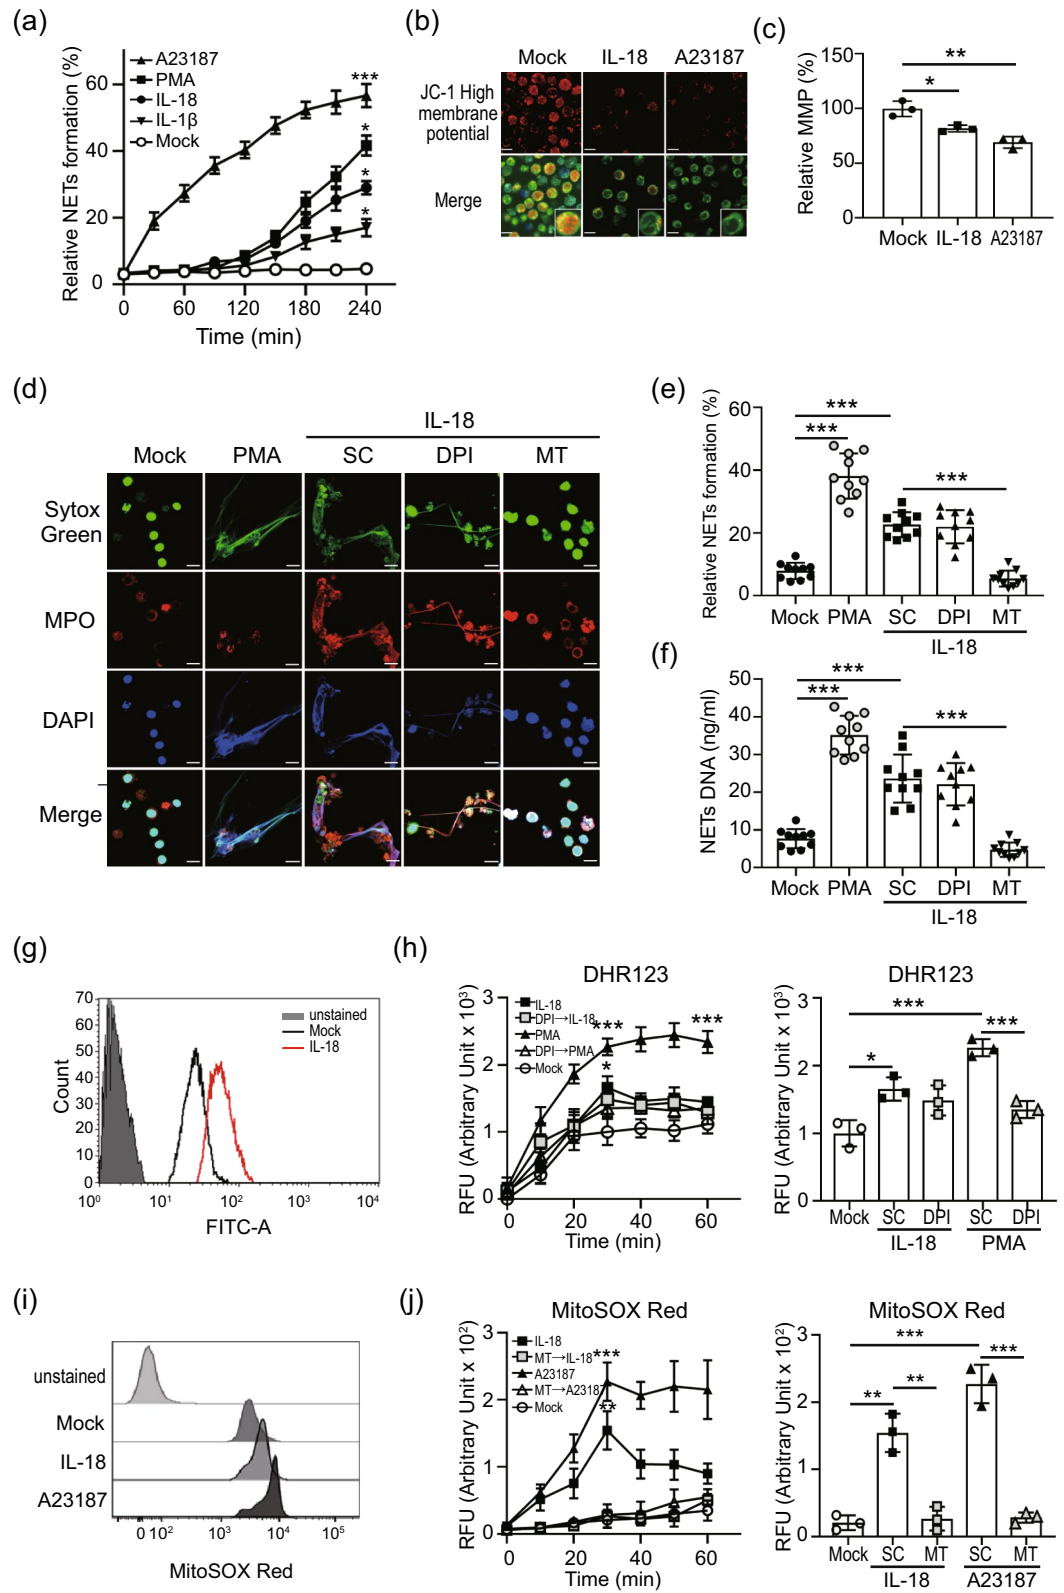 (a)
Relative NETs formation (%)
60
40
20
0
A23187
PMA
IL-18
IL-1β
Mock
***
*
*
*
0 60 120 180 240
Time (min)
(b)
Mock IL-18 A23187
JC-1 High
membrane
potential
Merge
(c)
Relative MMP (%)
150
100
50
0
**
*
Mock IL-18 A23187
(d)
IL-18
Mock PMA SC DPI MT
Sytox
Green
MPO
DAPI
Merge
(e)
Relative NETs formation (%)
60
40
20
0
***
***
***
Mock PMA SC DPI MT
IL-18
(f)
NETs DNA (ng/ml)
50
40
30
20
10
0
***
***
***
Mock PMA SC DPI MT
IL-18
(g)
Count
70
60
50
40
30
20
10
0
unstained
Mock
IL-18
10⁰ 10¹ 10² 10³ 10⁴
FITC-A
(h)
DHR123
RFU (Arbitrary Unit x 10³)
3
2
1
0
IL-18
DPI→IL-18
PMA
DPI→PMA
Mock
***
*
***
0 20 40 60
Time (min)
DHR123
RFU (Arbitrary Unit x 10³)
3
2
1
0
***
***
*
Mock SC DPI SC DPI
IL-18 PMA
(i)
unstained
Mock
IL-18
A23187
0 10² 10³ 10⁴ 10⁵
MitoSOX Red
(j)
MitoSOX Red
RFU (Arbitrary Unit x 10²)
3
2
1
0
IL-18
MT→IL-18
A23187
MT→A23187
Mock
***
**
0 20 40 60
Time (min)
MitoSOX Red
RFU (Arbitrary Unit x 10²)
3
2
1
0
***
***
**
**
Mock SC MT SC MT
IL-18 A23187